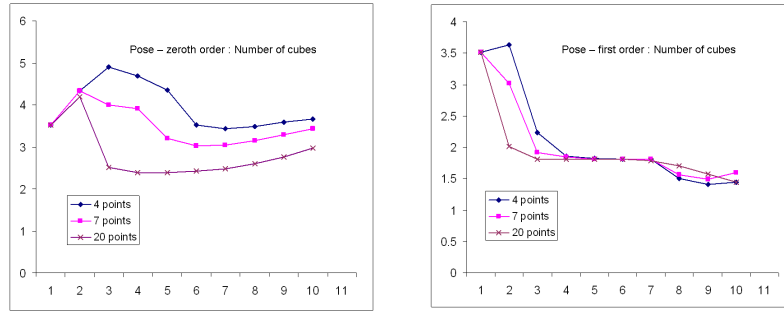 Pose – zeroth order : Number of cubes
6
5
4
3
2
1
0
4 points
7 points
20 points
1 2 3 4 5 6 7 8 9 10 11
Pose – first order : Number of cubes
4
3.5
3
2.5
2
1.5
1
0.5
0
4 points
7 points
20 points
1 2 3 4 5 6 7 8 9 10 11